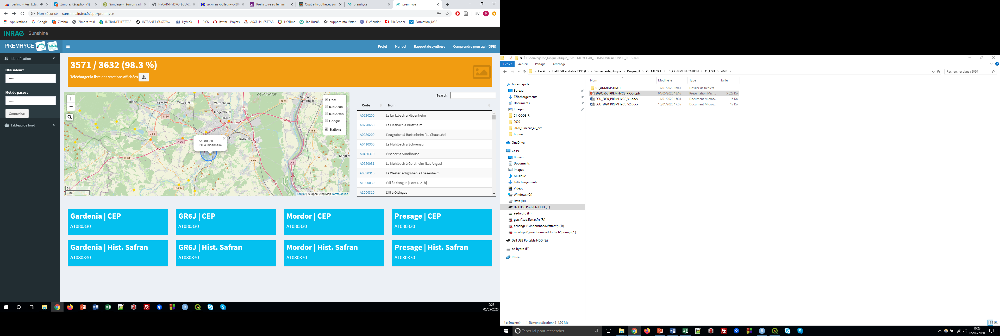 Darling - Real Estat
Zimbra: Réception (1)
Sondage - réunion cad
HYCAR-HYDRO_EGU-2
jrc-mars-bulletin-vol28
Préhistoire au féminin
Quatre hypothèses sur
premhyce
premhyce
Non sécurisé | sunshine.irstea.fr/app/premhyce
P
Applications
Google
Zimbra
Zimbra-wiki
INTRANET IFSTTAR
INTRANET GUSTAV...
HyMeX
PICS
Ifsttar - Projets
ASCE 44 IFSTTAR
HQTime
Tan Bus88
support info ifsttar
FileSender
FileSender
Formation_UGE
INRAE Sunshine
PREMHYCE
INRAE
Projet
Manuel
Rapport de synthèse
Comprendre pour agir (OFB)
Identification
Utilisateur :
•••••
Mot de passe :
•••••
Connexion
Tableau de bord
3571 / 3632 (98.3 %)
Télécharger la liste des stastions affichées
+
−
de la Hardt
Neuenburg
am Rhein
D 39
Thann
Cernay
Wittelsheim
Wittenheim
Kingersheim
Illzach
N 66
D 83
A 36
Rixheim
B 3
D 483
D 201
A 5
Kandern
D 466
A1080330
L'Ill à Didenheim
OSM
IGN-scan
IGN-ortho
Google
Stations
5 km
3 mi
Leaflet | © OpenStreetMap Terms of use
Search:
Code Nom
A0220200 Le Lertzbach à Hégenheim
A0220650 Le Liesbach à Blotzheim
A0230200 L'Augraben à Bartenheim [La Chaussée]
A0410300 Le Muhlbach à Schoenau
A0430310 L'Ischert à Sundhouse
A0520031 Le Muhlbach à Gerstheim [Les Anges]
A0530310 Le Westerlachgraben à Friesenheim
A1000030 L'Ill à Oltingue [Pont D 21b]
A1000310 L'Ill à Oltingue
Gardenia | CEP
A1080330
GR6J | CEP
A1080330
Mordor | CEP
A1080330
Presage | CEP
A1080330
Gardenia | Hist. Safran
A1080330
GR6J | Hist. Safran
A1080330
Mordor | Hist. Safran
A1080330
Presage | Hist. Safran
A1080330
10:23
05/05/2020
E:\Sauvegarde_Disque\Disque_D\PREMHYCE\01_COMMUNICATION\11_EGU\2020
Fichier Accueil Partage Affichage
Ce PC > Dell USB Portable HDD (E:) > Sauvegarde_Disque > Disque_D > PREMHYCE > 01_COMMUNICATION > 11_EGU > 2020 >
Rechercher dans : 2020
Accès rapide
Bureau
Téléchargements
Documents
Images
01_CODE_R
2020
2020_Cinecar_all_evt
figures
OneDrive
Ce PC
Bureau
Documents
Images
Musique
Téléchargements
Vidéos
Windows (C:)
Data (D:)
Dell USB Portable HDD (E:)
ee-hydro (F:)
gers (\\ad.ifsttar.fr) (R:)
echange (\\lndomnt.ad.ifsttar.fr) (T:)
nicollepi (\\snanhome.ad.ifsttar.fr\home) (Z:)
Dell USB Portable HDD (E:)
ee-hydro (F:)
Réseau
Nom Modifié le Type Taille
01_ADMINISTRATIF 17/01/2020 16:41 Dossier de fichiers
20200506_PREMHYCE_PICO.pptx 04/05/2020 18:16 Présentation Micr... 5 027 Ko
EGU_2020_PREMHYCE_V1.docx 14/01/2020 15:03 Document Micros... 16 Ko
EGU_2020_PREMHYCE_V2.docx 15/01/2020 17:05 Document Micros... 17 Ko
4 élément(s) 1 élément sélectionné 4,90 Mo
Taper ici pour rechercher
10:23
05/05/2020